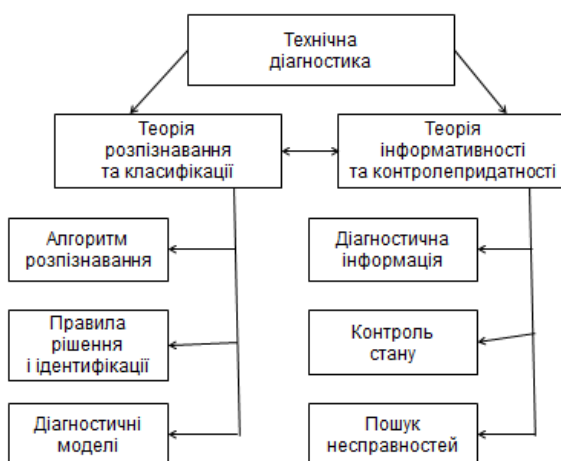 Технічна
діагностика
Теорія
розпізнавання
та класифікації
Теорія
інформативності
та контролепридатності
Алгоритм
розпізнавання
Діагностична
інформація
Правила
рішення
і ідентифікації
Контроль
стану
Діагностичні
моделі
Пошук
несправностей